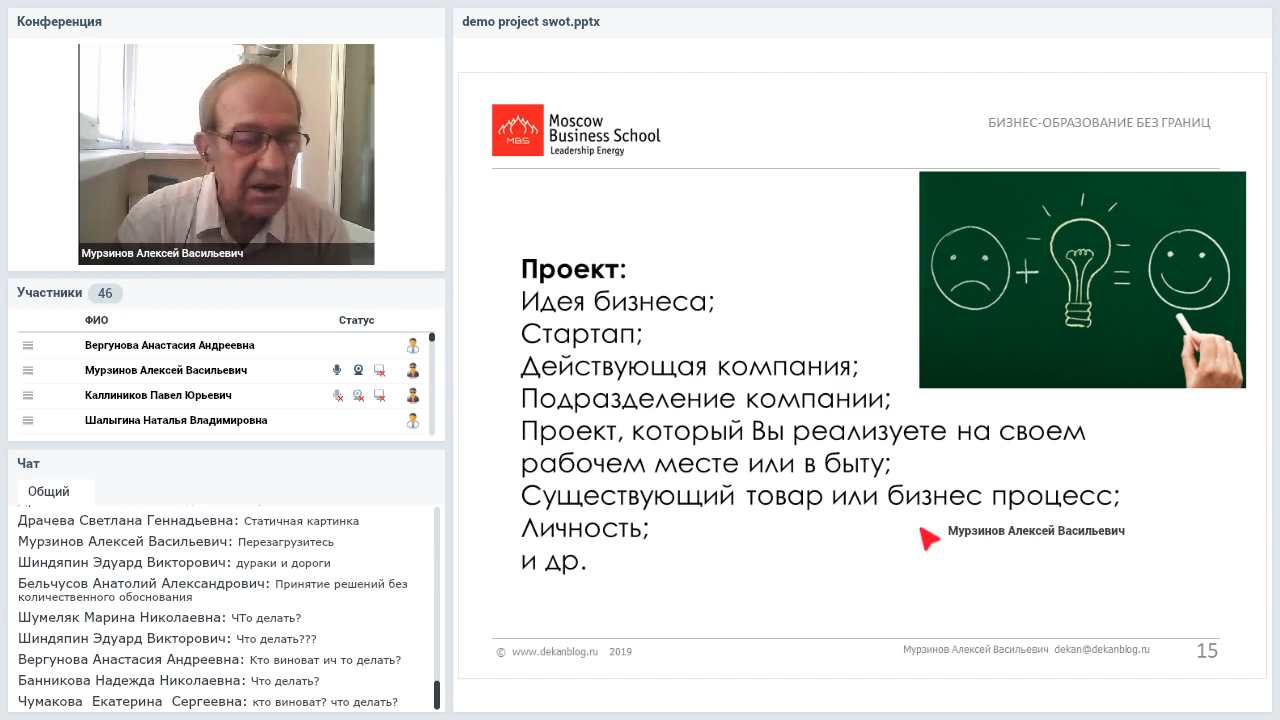 Конференция
Мурзинов Алексей Васильевич
Участники 46
ФИО Статус
Вергунова Анастасия Андреевна
Мурзинов Алексей Васильевич
Каллиников Павел Юрьевич
Шалыгина Наталья Владимировна
Чат
Общий
Драчева Светлана Геннадьевна: Статичная картинка
Мурзинов Алексей Васильевич: Перезагрузитесь
Шиндяпин Эдуард Викторович: дураки и дороги
Бельчусов Анатолий Александрович: Принятие решений без
количественного обоснования
Шумеляк Марина Николаевна: ЧТо делать?
Шиндяпин Эдуард Викторович: Что делать???
Вергунова Анастасия Андреевна: Кто виноват ич то делать?
Банникова Надежда Николаевна: Что делать?
Чумакова Екатерина Сергеевна: кто виноват? что делать?
demo project swot.pptx
MBS
Moscow
Business School
Leadership Energy
БИЗНЕС-ОБРАЗОВАНИЕ БЕЗ ГРАНИЦ
Проект:
Идея бизнеса;
Стартап;
Действующая компания;
Подразделение компании;
Проект, который Вы реализуете на своем
рабочем месте или в быту;
Существующий товар или бизнес процесс;
Личность;
и др.
Мурзинов Алексей Васильевич
© www.dekanblog.ru 2019
Мурзинов Алексей Васильевич dekan@dekanblog.ru
15